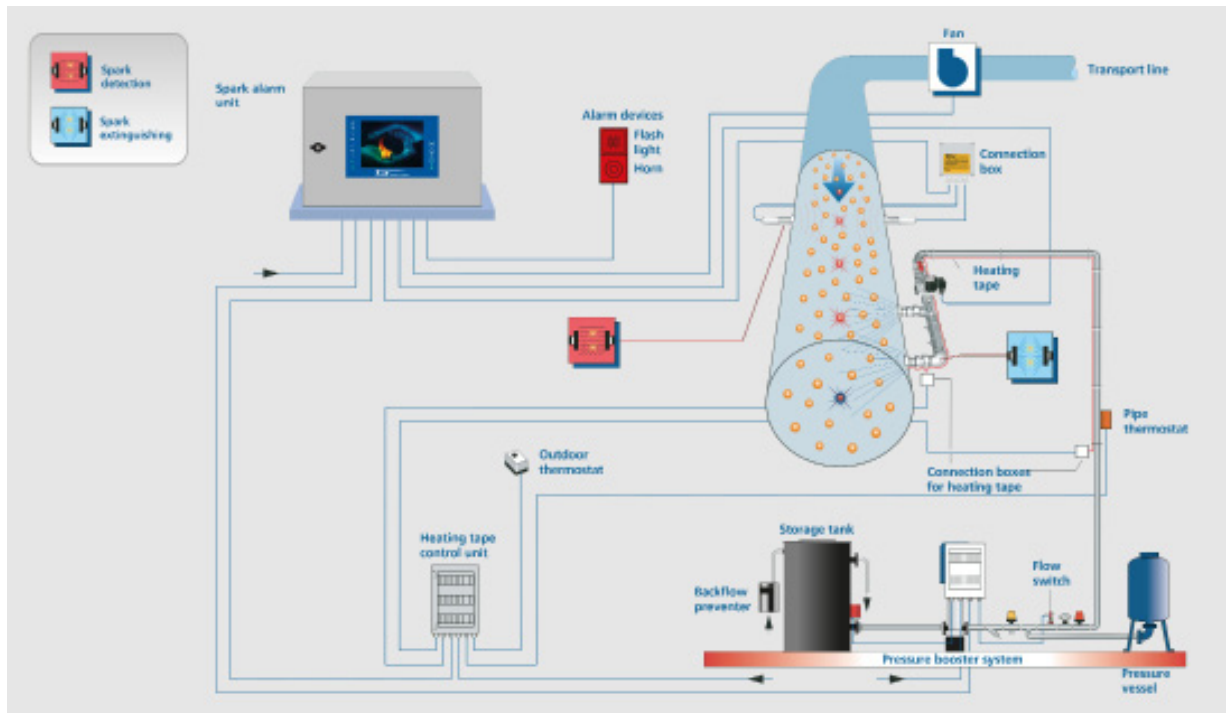 Spark
detection
Spark
extinguishing
Spark alarm
unit
Alarm devices
Flash
light
Horn
Fan
Transport line
Connection
box
Heating
tape
Pipe
thermostat
Outdoor
thermostat
Connection boxes
for heating tape
Heating tape
control unit
Storage tank
Backflow
preventer
Flow
switch
Pressure booster system
Pressure
vessel